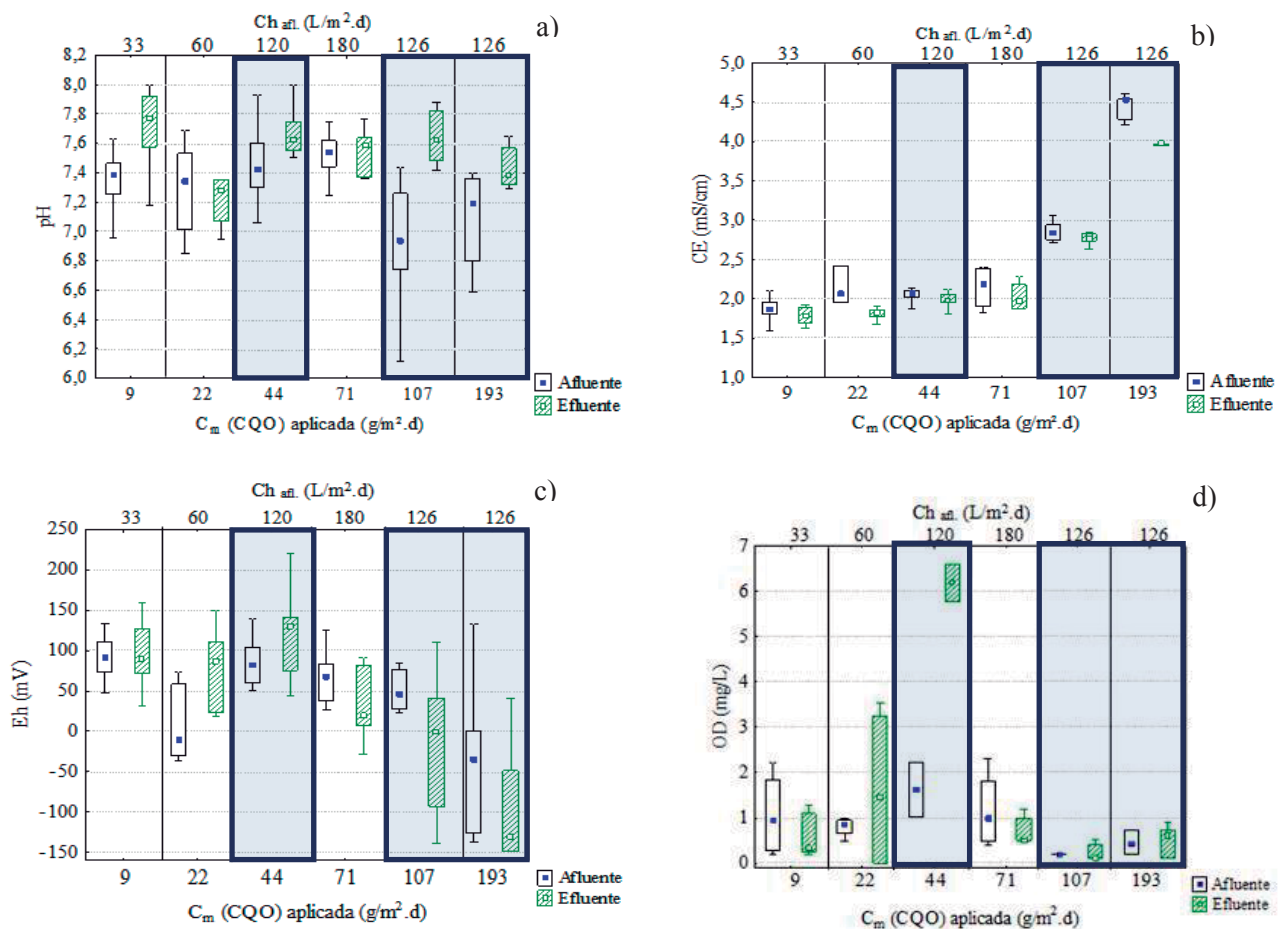 a)
Ch afl. (L/m².d)
33 60 120 180 126 126
8,2
8,0
7,8
7,6
7,4
7,2
7,0
6,8
6,6
6,4
6,2
6,0
pH
9 22 44 71 107 193
Cm (CQO) aplicada (g/m².d)
Afluente
Efluente
b)
Ch afl. (L/m².d)
33 60 120 180 126 126
5,0
4,5
4,0
3,5
3,0
2,5
2,0
1,5
1,0
CE (mS/cm)
9 22 44 71 107 193
Cm (CQO) aplicada (g/m².d)
Afluente
Efluente
c)
Ch afl. (L/m².d)
33 60 120 180 126 126
250
200
150
100
50
0
-50
-100
-150
Eh (mV)
9 22 44 71 107 193
Cm (CQO) aplicada (g/m².d)
Afluente
Efluente
d)
Ch afl. (L/m².d)
33 60 120 180 126 126
7
6
5
4
3
2
1
0
OD (mg/L)
9 22 44 71 107 193
Cm (CQO) aplicada (g/m².d)
Afluente
Efluente